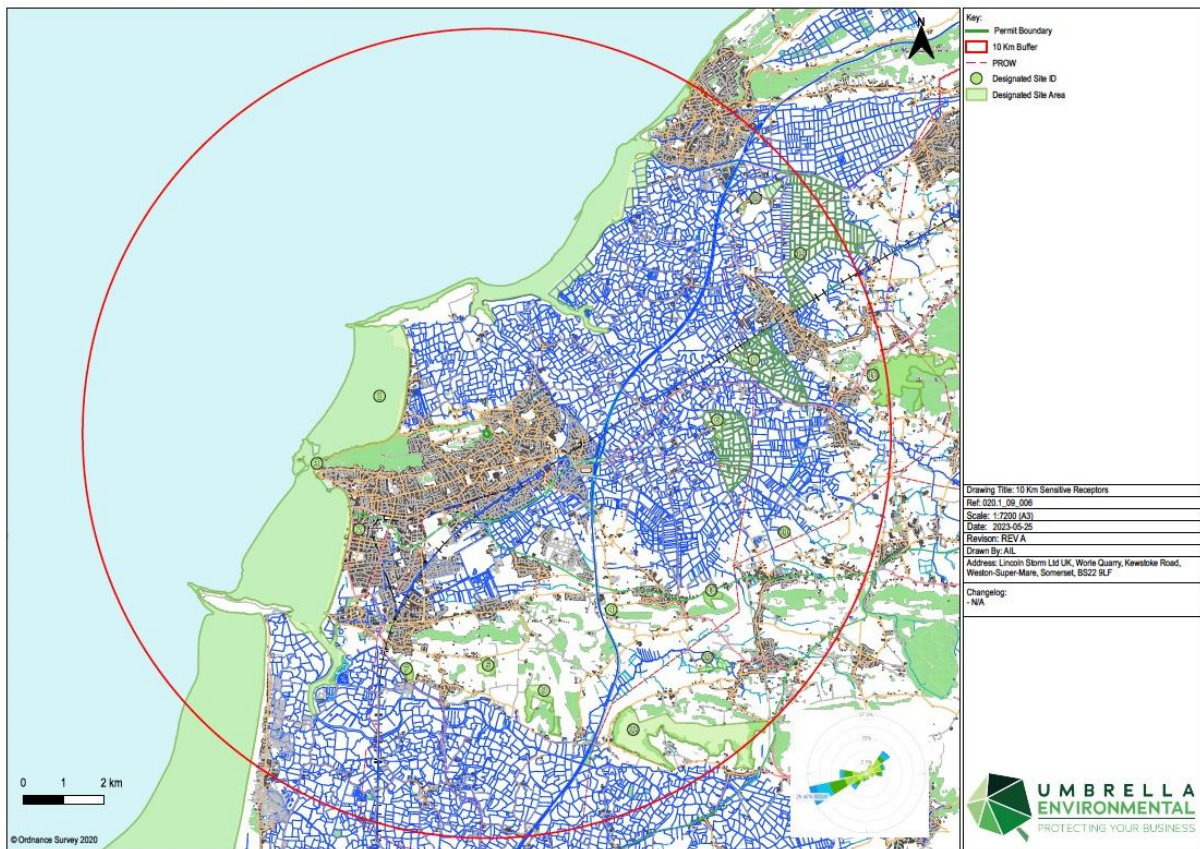 N
0 1 2 km
© Ordnance Survey 2020
Key:
Permit Boundary
10 Km Buffer
PROW
Designated Site ID
Designated Site Area
Drawing Title: 10 Km Sensitive Receptors
Ref: 020.1_09_006
Scale: 1:7200 (A3)
Date: 2023-05-25
Revison: REV A
Drawn By: AIL
Address: Lincoln Storm Ltd UK, Worle Quarry, Kewstoke Road,
Weston-Super-Mare, Somerset, BS22 9LF
Changelog:
- N/A
UMBRELLA
ENVIRONMENTAL
PROTECTING YOUR BUSINESS